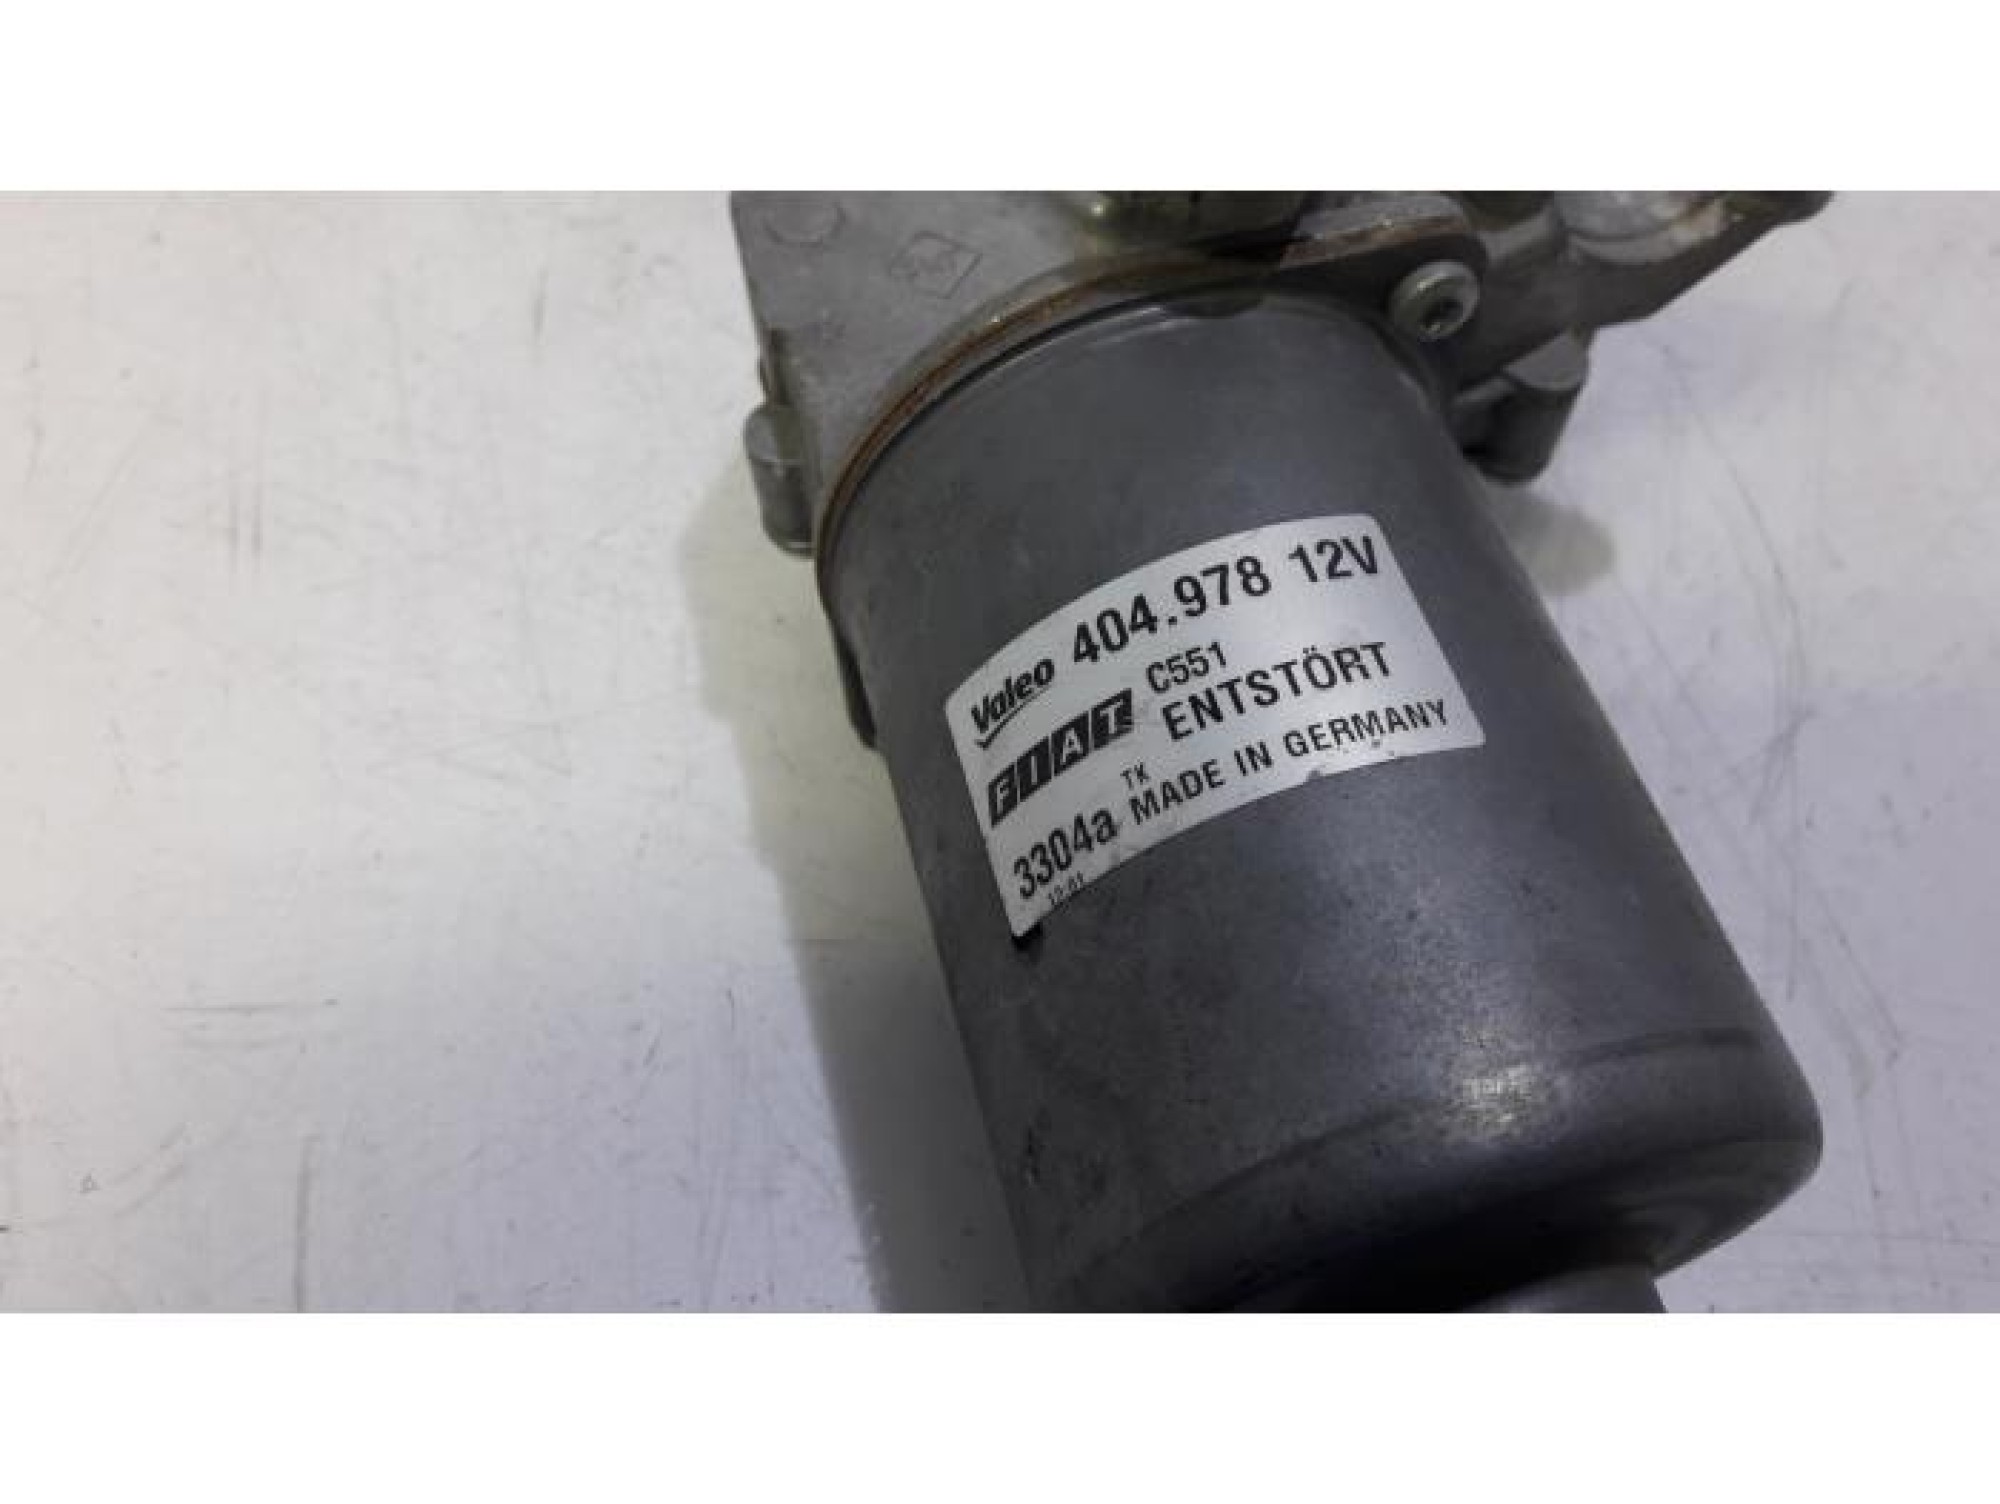 Valeo 404.978 12V
FIAT C551
ENTSTÖRT
TK
3304a MADE IN GERMANY